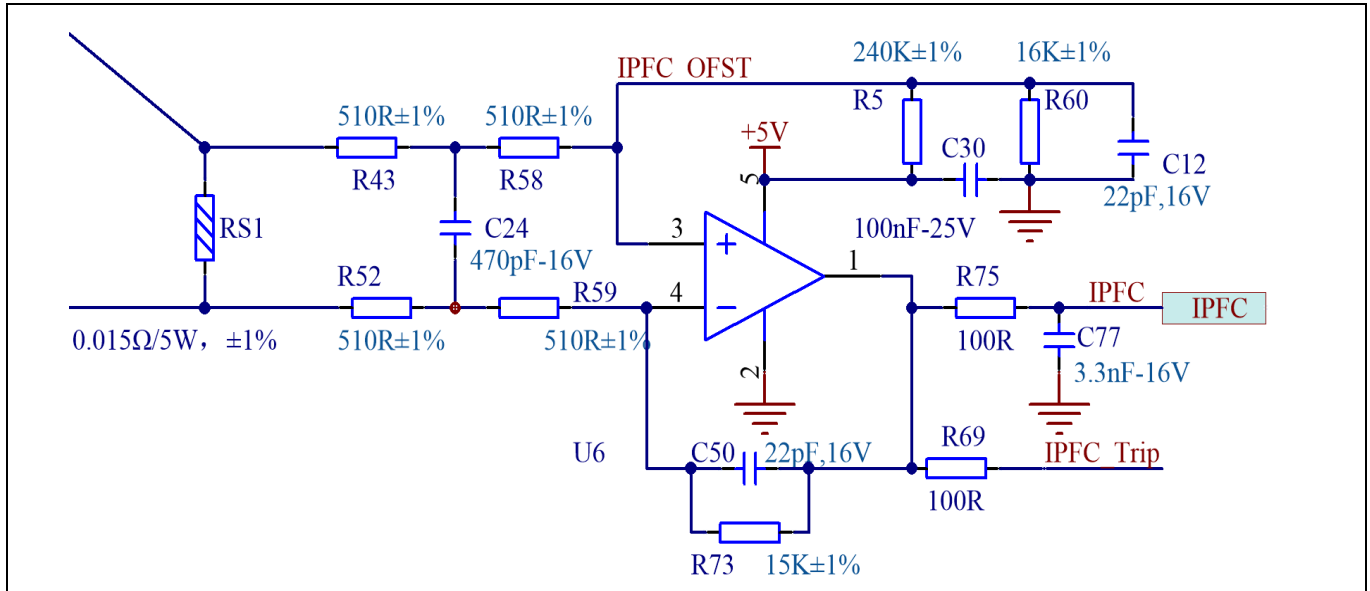 240K±1%
16K±1%
IPFC_OFST
R5
R60
510R±1%
510R±1%
+5V
C30
C12
R43
R58
5
22pF,16V
RS1
C24
3
100nF-25V
470pF-16V
1
R52
R59
4
R75
IPFC
IPFC
0.015Ω/5W，±1%
510R±1%
510R±1%
100R
C77
2
3.3nF-16V
R69
U6
C50
22pF,16V
IPFC_Trip
100R
R73
15K±1%